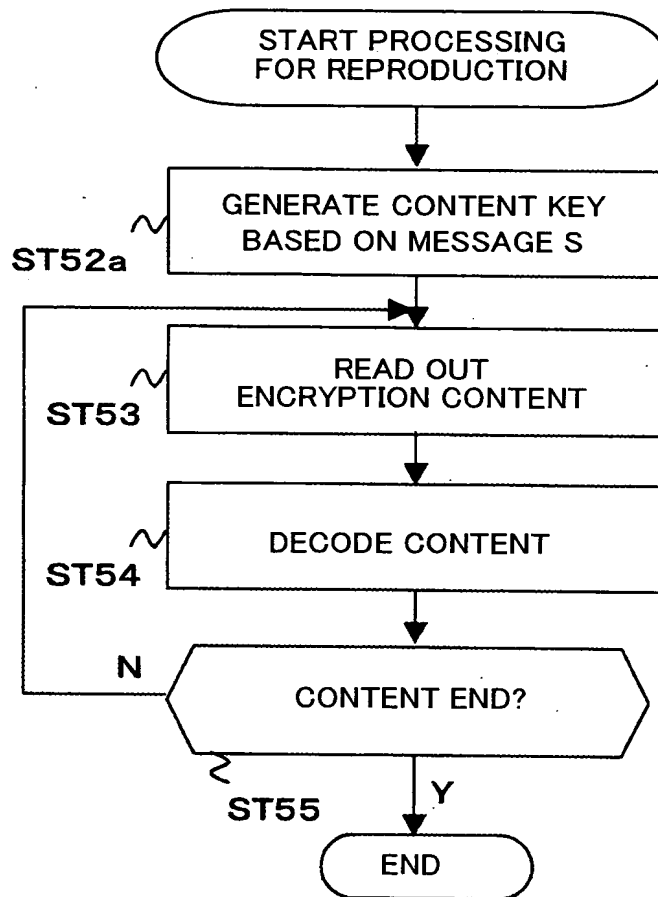 START PROCESSING
FOR REPRODUCTION
GENERATE CONTENT KEY
BASED ON MESSAGE S
ST52a
READ OUT
ENCRYPTION CONTENT
ST53
DECODE CONTENT
ST54
N
CONTENT END?
ST55
Y
END